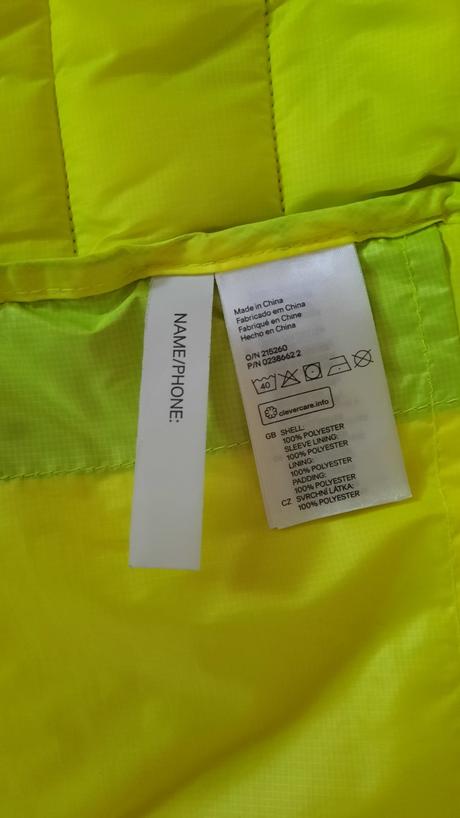 NAME/PHONE:
Made in China
Fabricado em China
Fabriqué en Chine
Hecho en China
O/N 215260
P/N 0238662 2
40
clevercare.info
GB SHELL:
100% POLYESTER
SLEEVE LINING:
100% POLYESTER
LINING:
100% POLYESTER
PADDING:
100% POLYESTER
CZ SVRCHNÍ LÁTKA:
100% POLYESTER